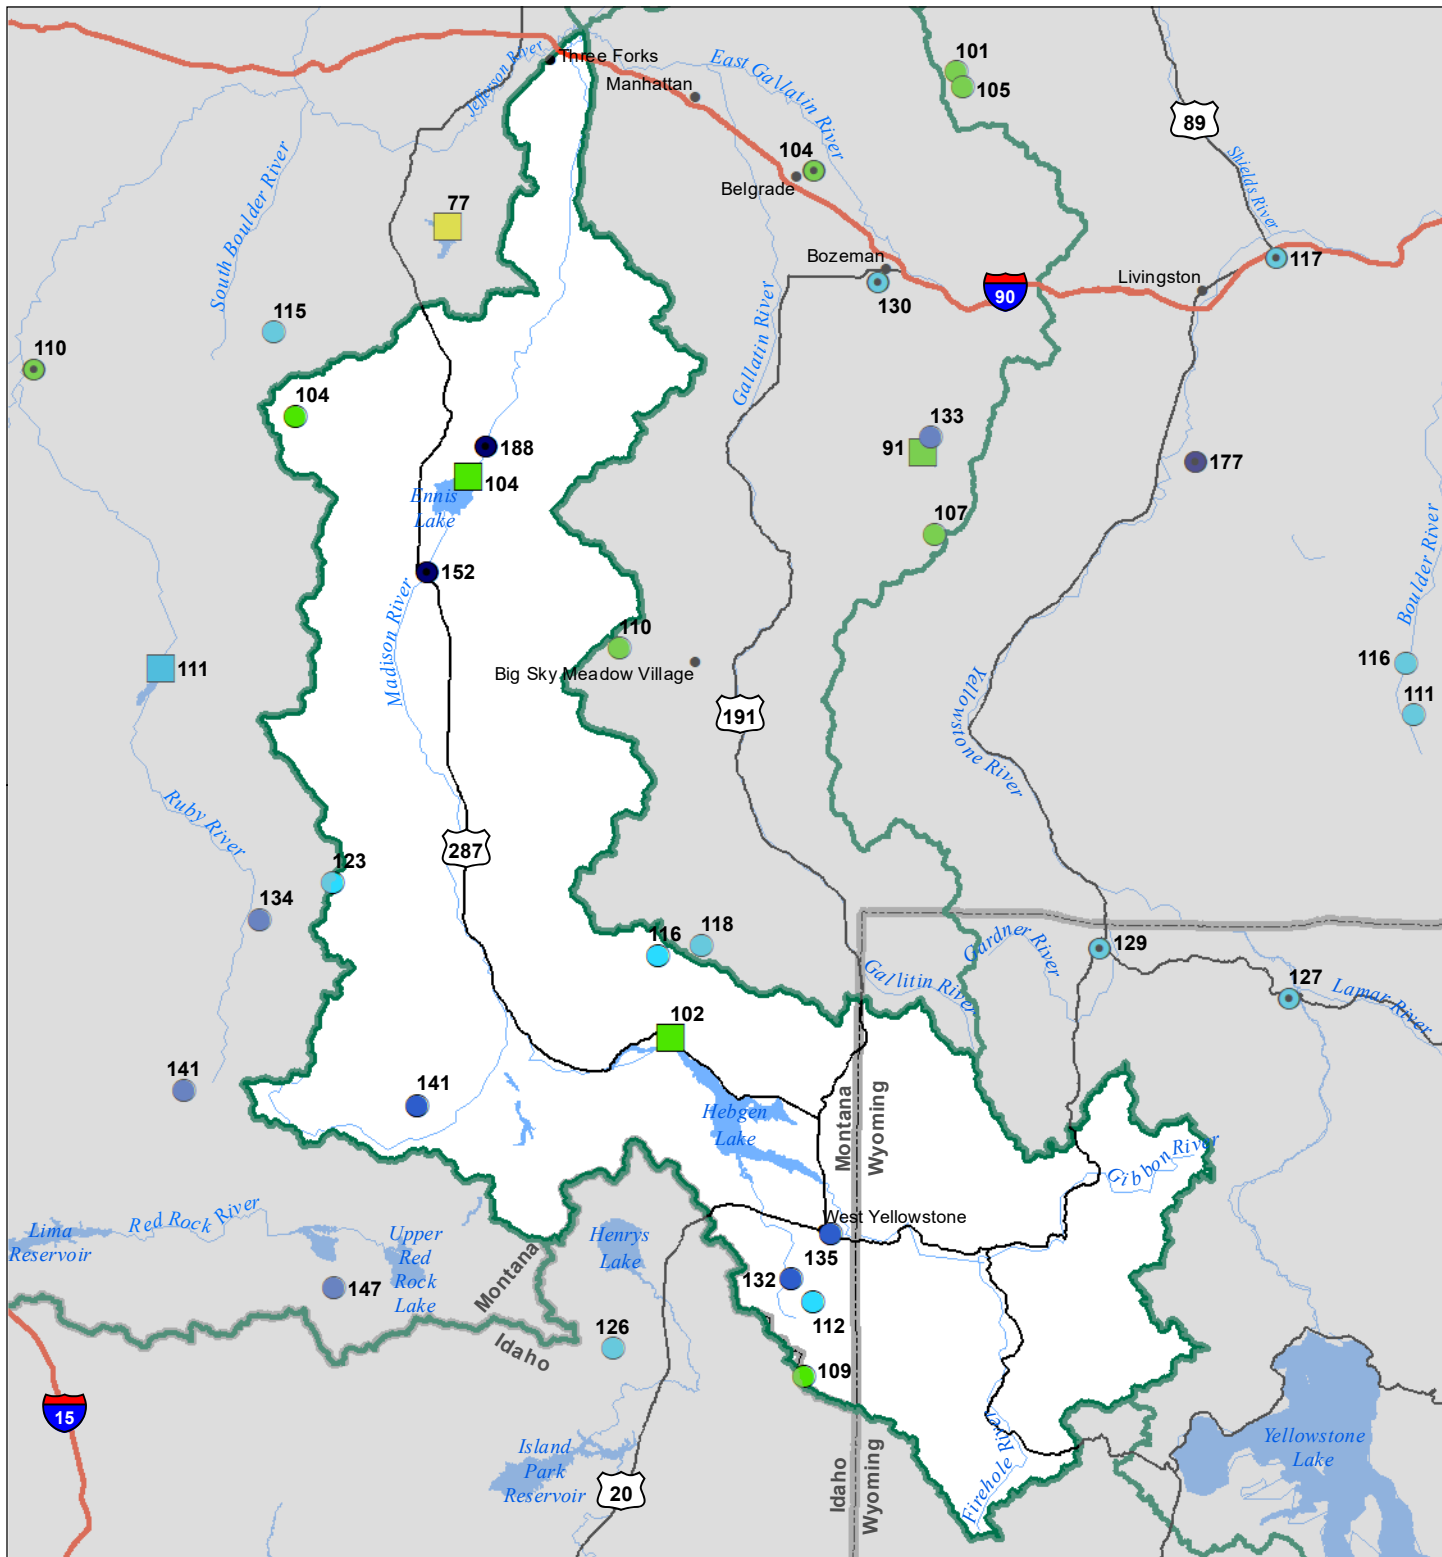 Three Forks
Jefferson River
Manhattan
East Gallatin River
101
105
89
104
Belgrade
Shields River
South Boulder River
77
Bozeman
130
90
Livingston
117
Gallatin River
115
110
104
188
104
Ennis
Lake
133
91
177
107
152
Madison River
Boulder River
110
Big Sky Meadow Village
111
116
111
191
Yellowstone River
Ruby River
287
123
134
116
118
Gallitin River
Gardner River
129
127
Lamar River
102
141
141
Hebgen
Lake
Montana
Wyoming
Gibbon River
Red Rock River
Lima
Reservoir
Upper
Red
Rock
Lake
Henrys
Lake
West Yellowstone
135
132
112
147
Montana
Idaho
126
109
15
Island
Park
Reservoir
20
Idaho
Wyoming
Firehole River
Yellowstone
Lake